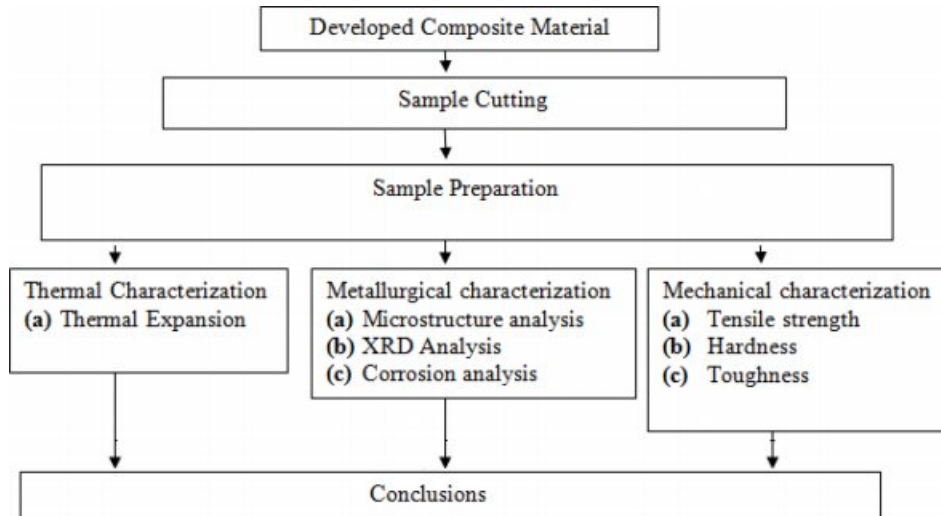 Developed Composite Material
Sample Cutting
Sample Preparation
Thermal Characterization
(a) Thermal Expansion
Metallurgical characterization
(a) Microstructure analysis
(b) XRD Analysis
(c) Corrosion analysis
Mechanical characterization
(a) Tensile strength
(b) Hardness
(c) Toughness
Conclusions